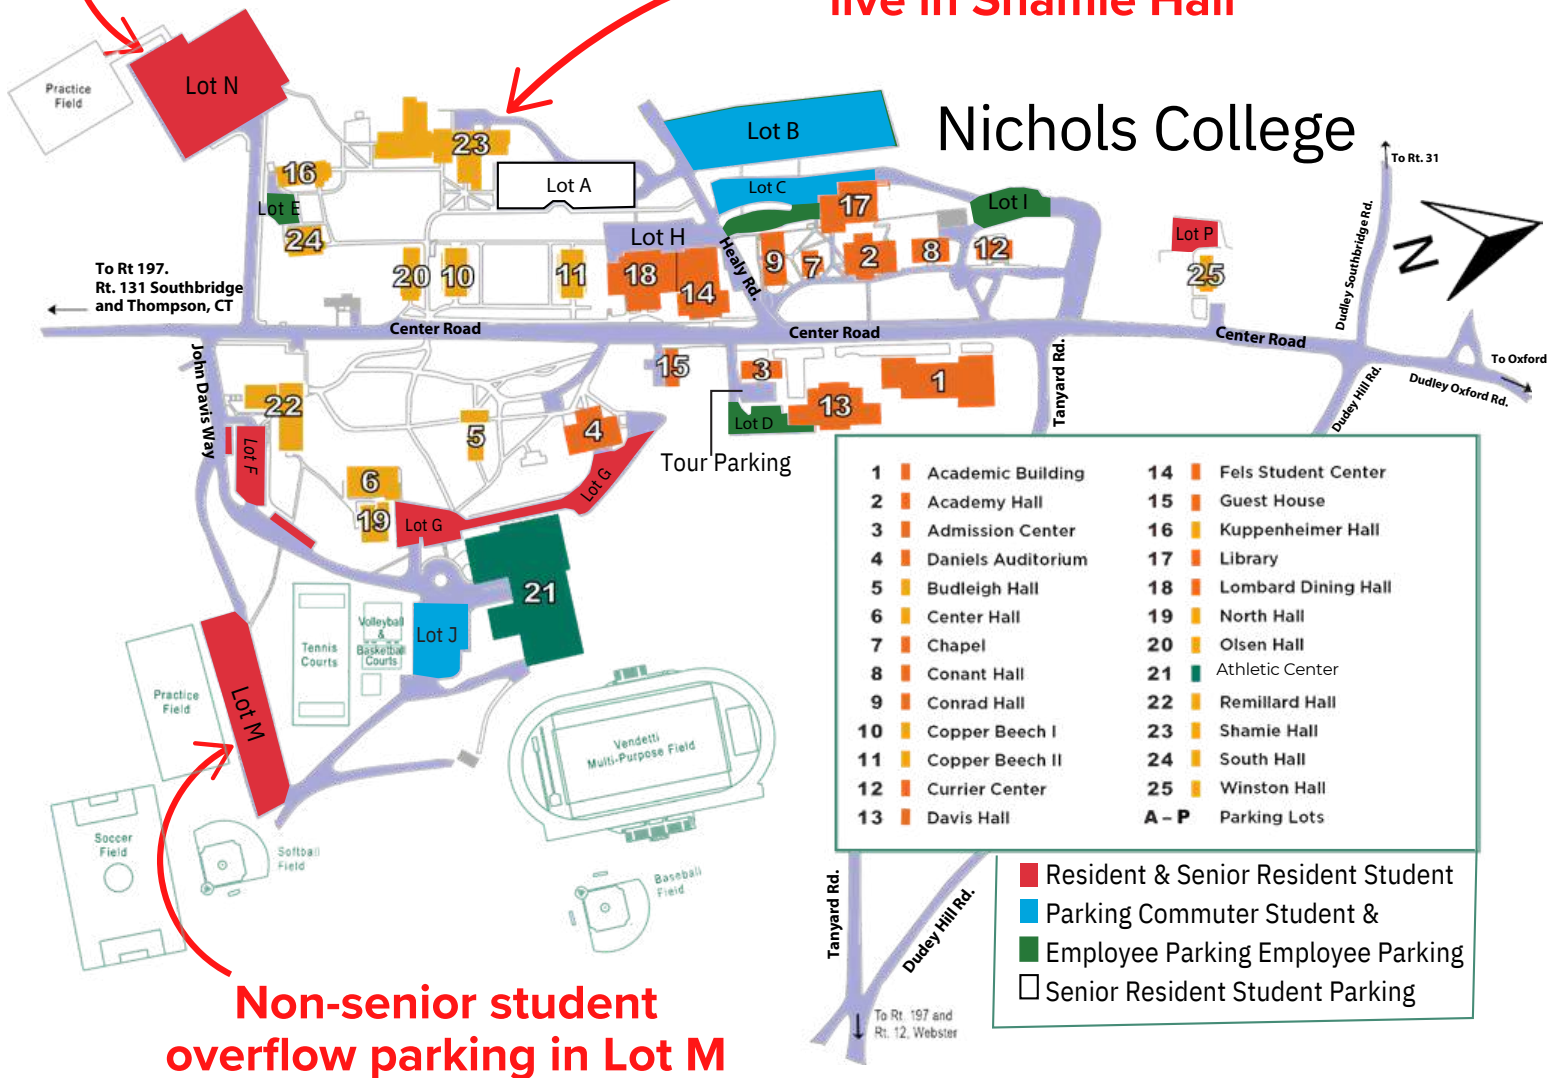 live in Shamie Hall
Nichols College
Practice
Field
Lot N
Lot B
Lot A
Lot C
Lot E
Lot H
Lot I
Lot P
To Rt. 31
Dudley Southbridge Rd.
N
23
16
24
17
20
10
11
18
14
9
7
2
8
12
25
Healy Rd.
To Rt 197.
Rt. 131 Southbridge
and Thompson, CT
Center Road
Center Road
Center Road
To Oxford
Dudley Oxford Rd.
Dudey Hill Rd.
Tanyard Rd.
John Davis Way
15
3
1
13
22
5
4
6
19
21
Lot D
Tour Parking
Lot F
Lot G
Lot G
Lot J
Lot M
Tennis
Courts
Volleyball
&
Basketball
Courts
Practice
Field
Vendetti
Multi-Purpose Field
Soccer
Field
Softball
Field
Baseball
Field
1 Academic Building
2 Academy Hall
3 Admission Center
4 Daniels Auditorium
5 Budleigh Hall
6 Center Hall
7 Chapel
8 Conant Hall
9 Conrad Hall
10 Copper Beech I
11 Copper Beech II
12 Currier Center
13 Davis Hall
14 Fels Student Center
15 Guest House
16 Kuppenheimer Hall
17 Library
18 Lombard Dining Hall
19 North Hall
20 Olsen Hall
21 Athletic Center
22 Remillard Hall
23 Shamie Hall
24 South Hall
25 Winston Hall
A – P Parking Lots
Resident & Senior Resident Student
Parking Commuter Student &
Employee Parking Employee Parking
Senior Resident Student Parking
Tanyard Rd.
Dudey Hill Rd.
To Rt. 197 and
Rt. 12, Webster
Non-senior student
overflow parking in Lot M